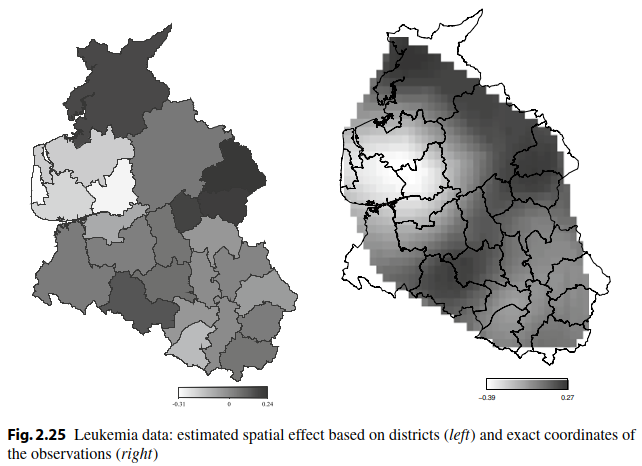 -0.31 0 0.24
-0.39 0.27
Fig. 2.25 Leukemia data: estimated spatial effect based on districts (left) and exact coordinates of
the observations (right)